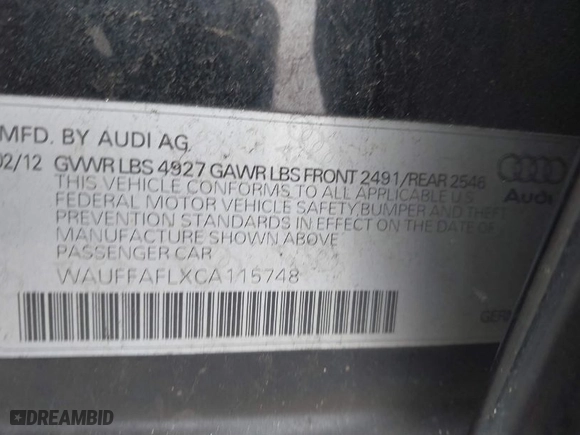 MFD. BY AUDI AG
02/12 GVWR LBS 4927 GAWR LBS FRONT 2491/REAR 2546
THIS VEHICLE CONFORMS TO ALL APPLICABLE U.S.
FEDERAL MOTOR VEHICLE SAFETY, BUMPER AND THEFT
PREVENTION STANDARDS IN EFFECT ON THE DATE OF
MANUFACTURE SHOWN ABOVE
PASSENGER CAR
WAUFFAFLXCA115748
Audi
GERM
DREAMBID